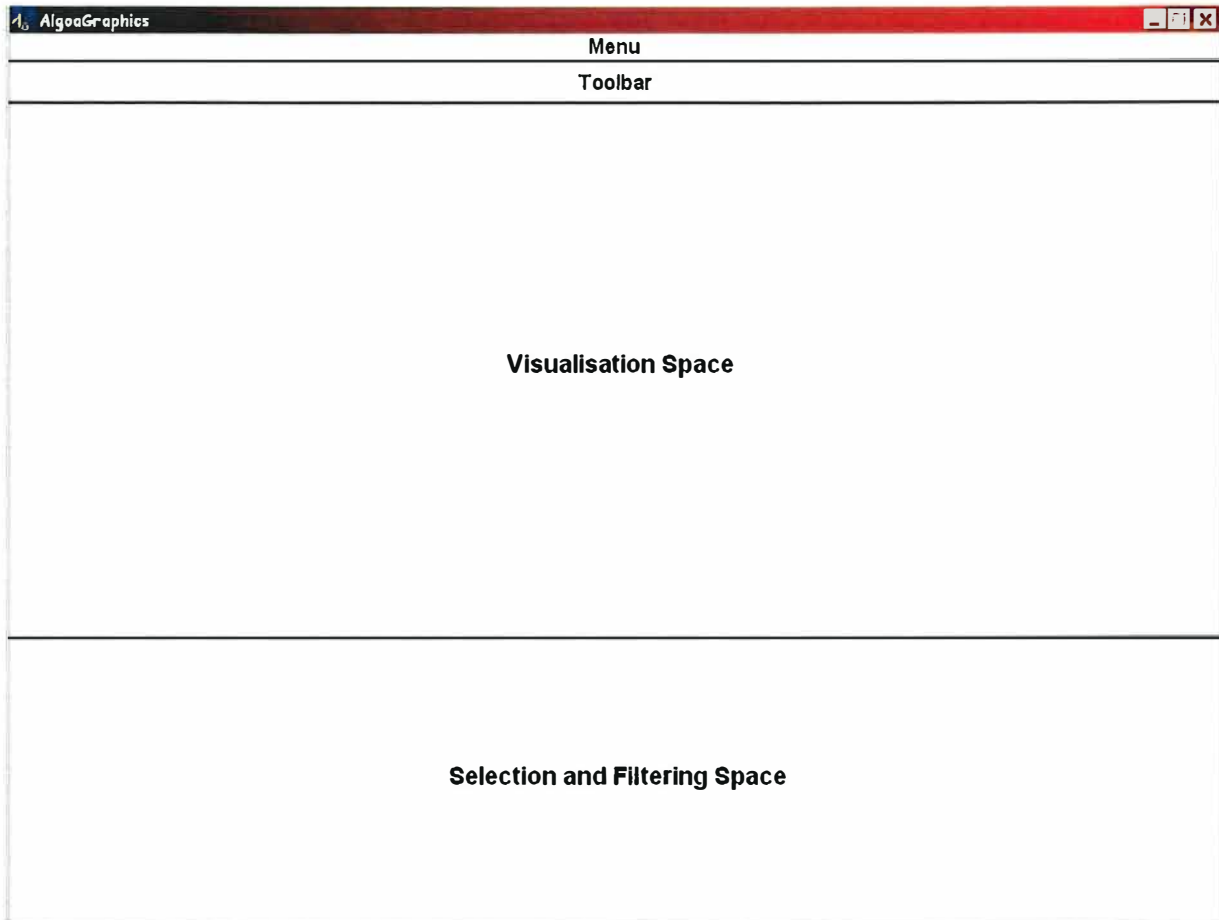 AlgoaGraphics
Menu
Toolbar
Visualisation Space
Selection and Filtering Space